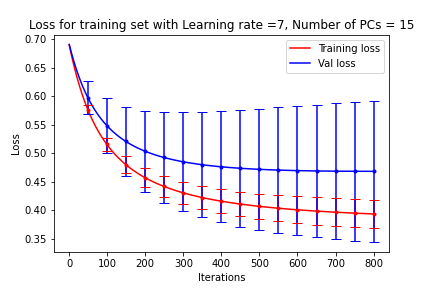 Loss for training set with Learning rate =7, Number of PCs = 15
Training loss
Val loss
Loss
0.70
0.65
0.60
0.55
0.50
0.45
0.40
0.35
0 100 200 300 400 500 600 700 800
Iterations